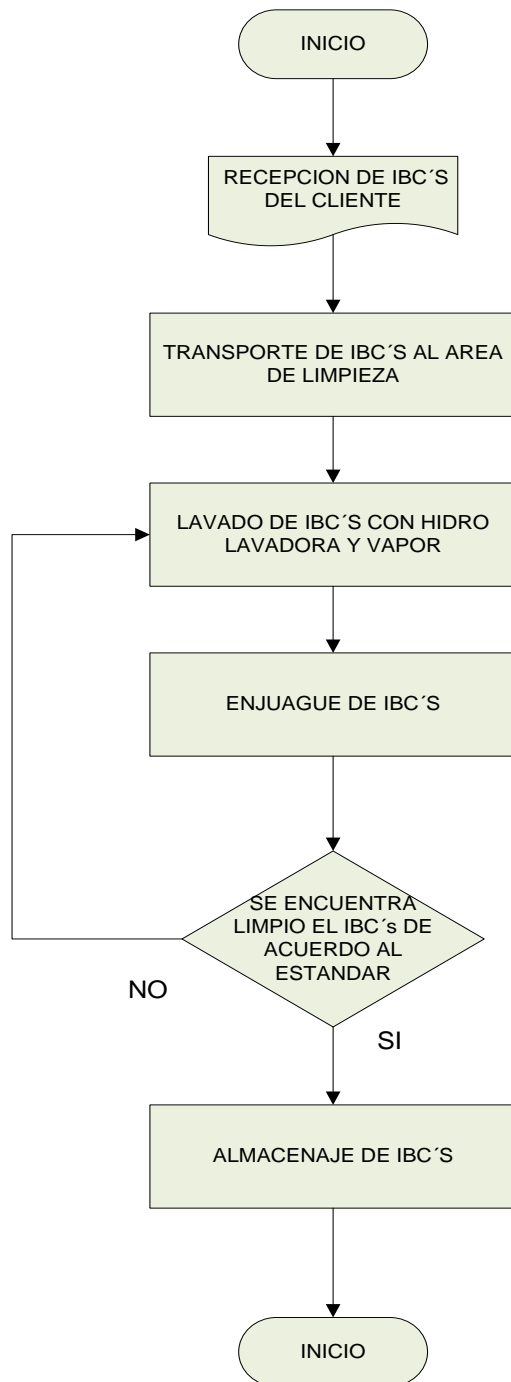 INICIO
RECEPCION DE IBC´S
DEL CLIENTE
TRANSPORTE DE IBC´S AL AREA
DE LIMPIEZA
LAVADO DE IBC´S CON HIDRO
LAVADORA Y VAPOR
ENJUAGUE DE IBC´S
SE ENCUENTRA
LIMPIO EL IBC´s DE
ACUERDO AL
ESTANDAR
NO
SI
ALMACENAJE DE IBC´S
INICIO